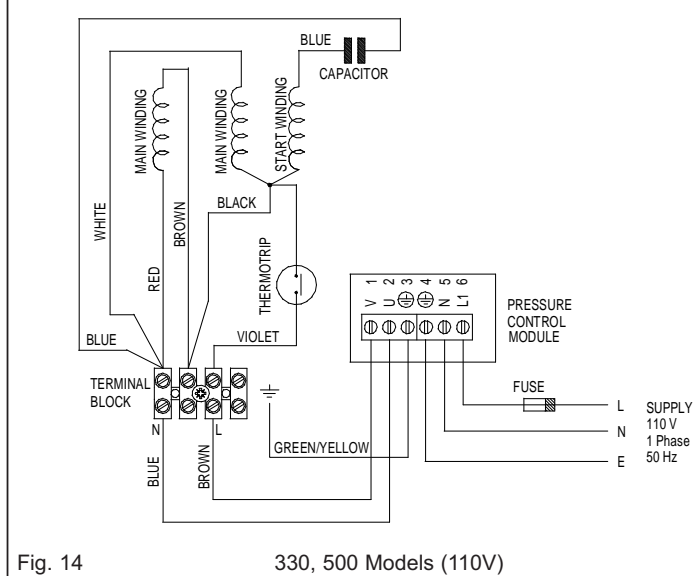 BLUE
CAPACITOR
MAIN WINDING
MAIN WINDING
START WINDING
WHITE
BROWN
BLACK
RED
THERMOTRIP
BLUE
VIOLET
V 1
U 2
3
4
N 5
L1 6
PRESSURE
CONTROL
MODULE
TERMINAL
BLOCK
N
L
BLUE
BROWN
GREEN/YELLOW
FUSE
L
N
E
SUPPLY
110 V
1 Phase
50 Hz
Fig. 14 330, 500 Models (110V)